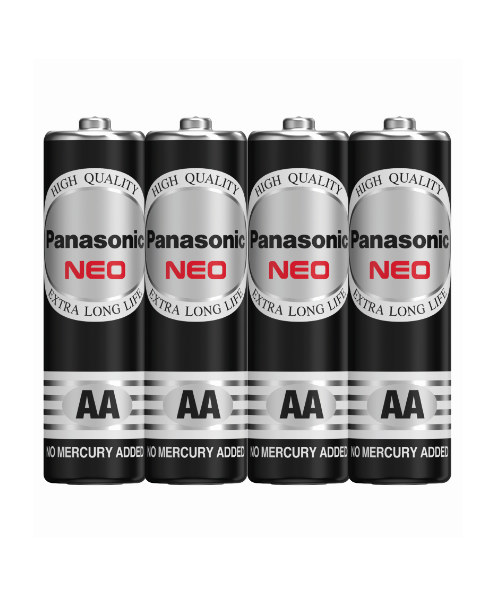 HIGH QUALITY HIGH QUALITY HIGH QUALITY HIGH QUALITY
Panasonic Panasonic Panasonic Panasonic
NEO NEO NEO NEO
EXTRA LONG LIFE EXTRA LONG LIFE EXTRA LONG LIFE EXTRA LONG LIFE
AA AA AA AA
NO MERCURY ADDED NO MERCURY ADDED NO MERCURY ADDED NO MERCURY ADDED